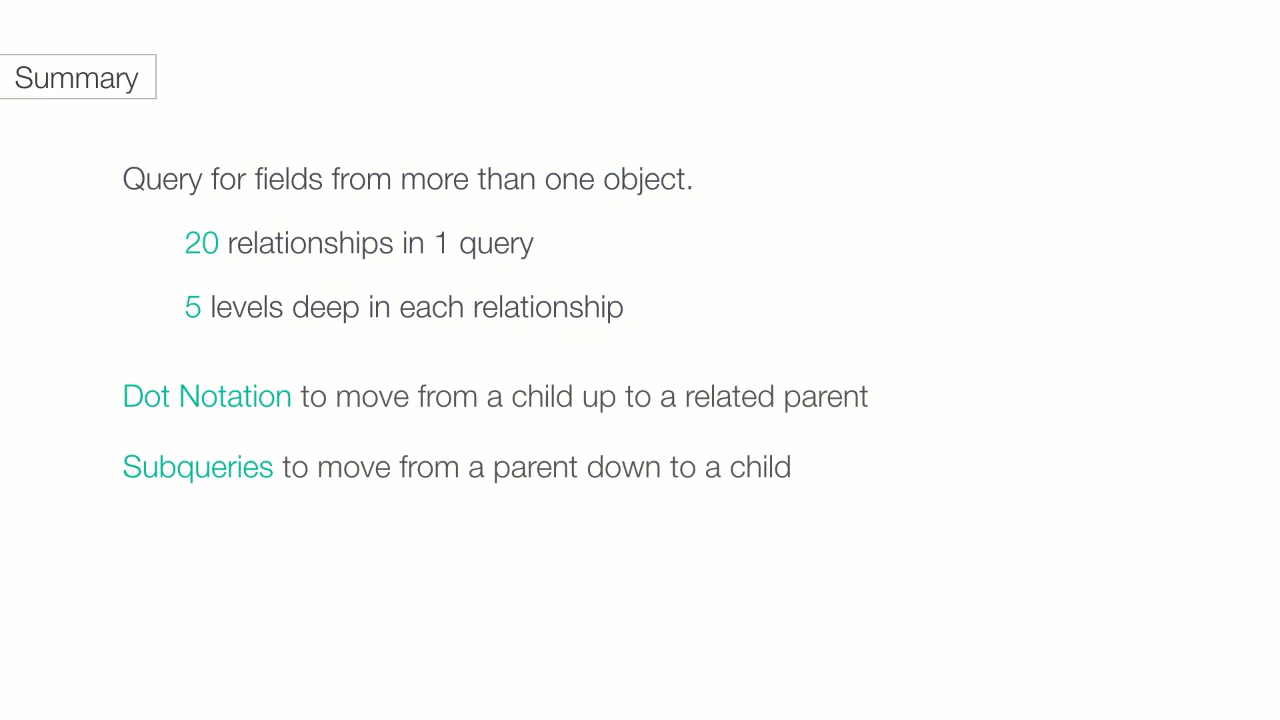 Summary
Query for fields from more than one object.
20 relationships in 1 query
5 levels deep in each relationship
Dot Notation to move from a child up to a related parent
Subqueries to move from a parent down to a child